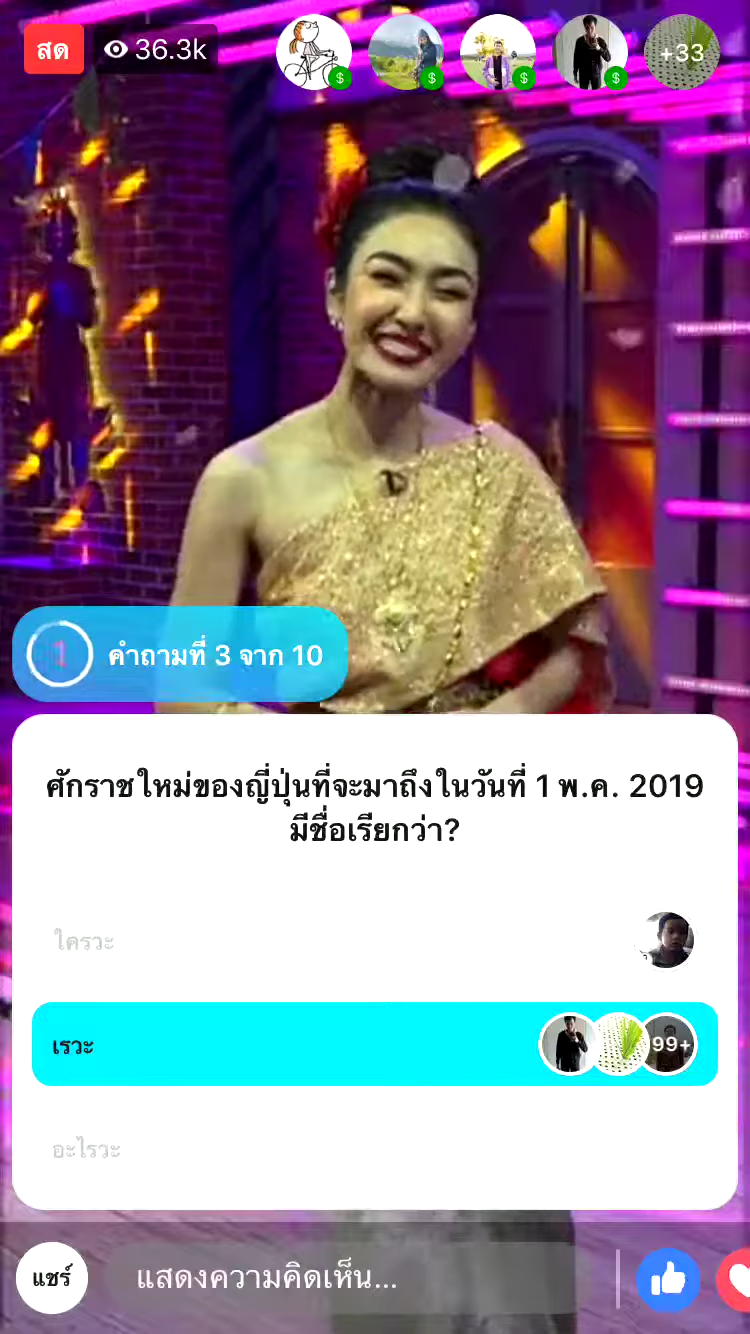 สด
36.3k
+33
1
คำถามที่ 3 จาก 10
ศักราชใหม่ของญี่ปุ่นที่จะมาถึงในวันที่ 1 พ.ค. 2019
มีชื่อเรียกว่า?
ใครวะ
เรวะ
99+
อะไรวะ
แชร์
แสดงความคิดเห็น...